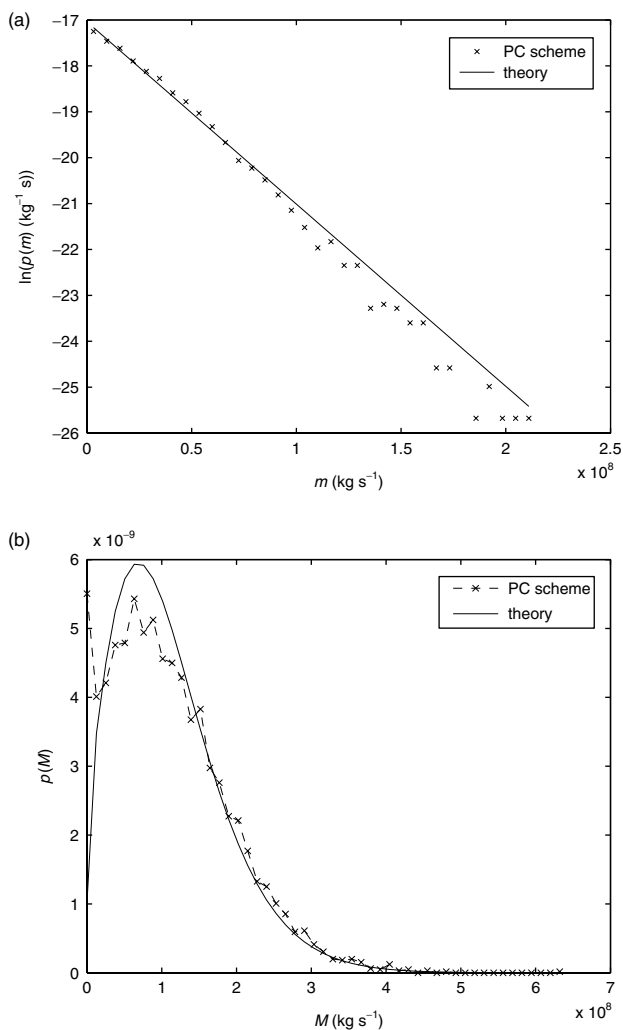 (a)
−17
−18
−19
−20
−21
−22
−23
−24
−25
−26
ln(p(m) (kg⁻¹ s))
× PC scheme
theory
0 0.5 1 1.5 2 2.5
m (kg s⁻¹)
x 10⁸
(b)
x 10⁻⁹
6
5
4
3
2
1
0
p(M)
PC scheme
theory
0 1 2 3 4 5 6 7
M (kg s⁻¹)
x 10⁸